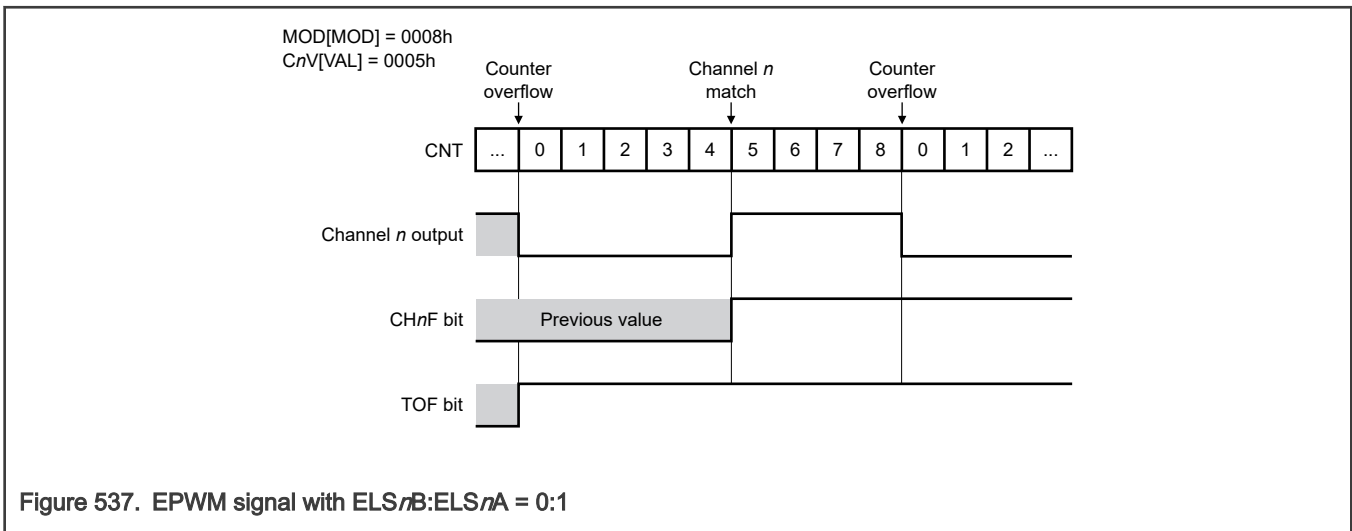 MOD[MOD] = 0008h
CnV[VAL] = 0005h
Counter overflow
Channel n match
Counter overflow
CNT ... 0 1 2 3 4 5 6 7 8 0 1 2 ...
Channel n output
CHnF bit Previous value
TOF bit
Figure 537. EPWM signal with ELSnB:ELSnA = 0:1